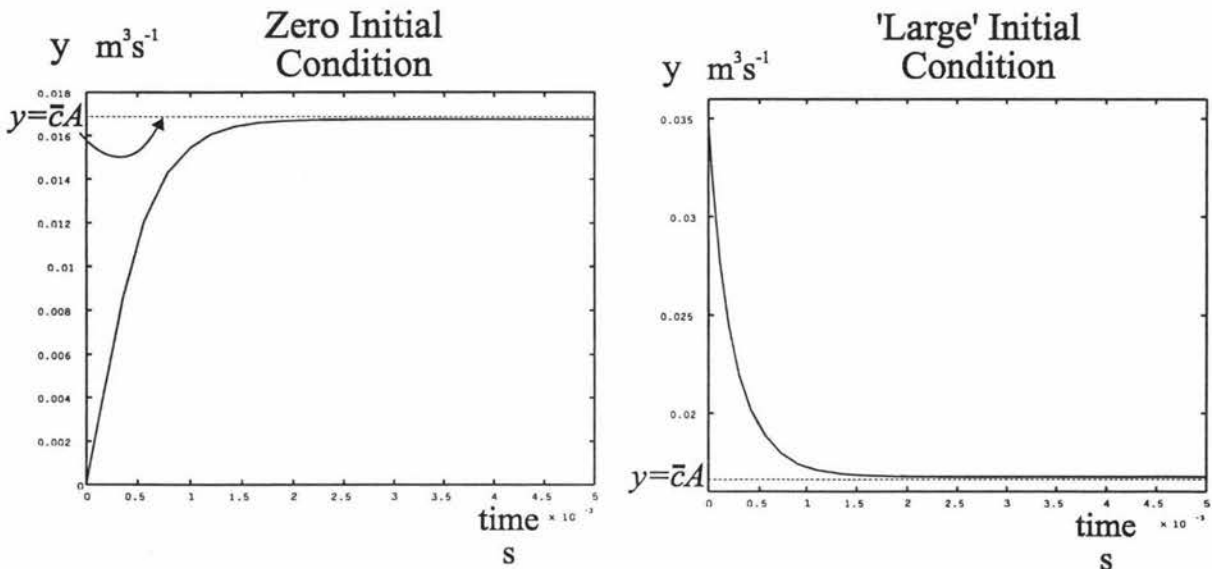 Zero Initial
Condition
y m³s⁻¹
0.018
y=c̄A
0.016
0.014
0.012
0.01
0.008
0.006
0.004
0.002
0
0 0.5 1 1.5 2 2.5 3 3.5 4 4.5 5
time × 10⁻³
s
'Large' Initial
Condition
y m³s⁻¹
0.035
0.03
0.025
0.02
y=c̄A
0 0.5 1 1.5 2 2.5 3 3.5 4 4.5 5
time × 10⁻³
s